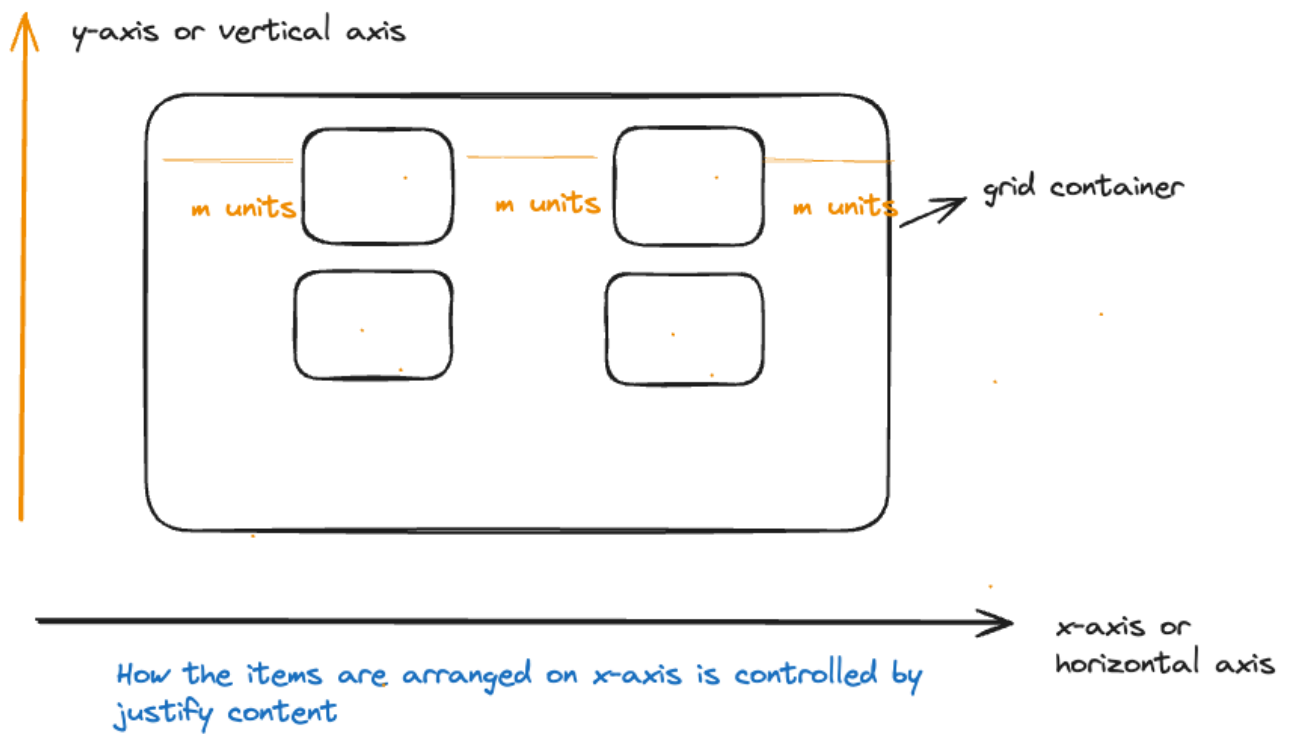 y-axis or vertical axis
m units
m units
m units
grid container
x-axis or
horizontal axis
How the items are arranged on x-axis is controlled by
justify content